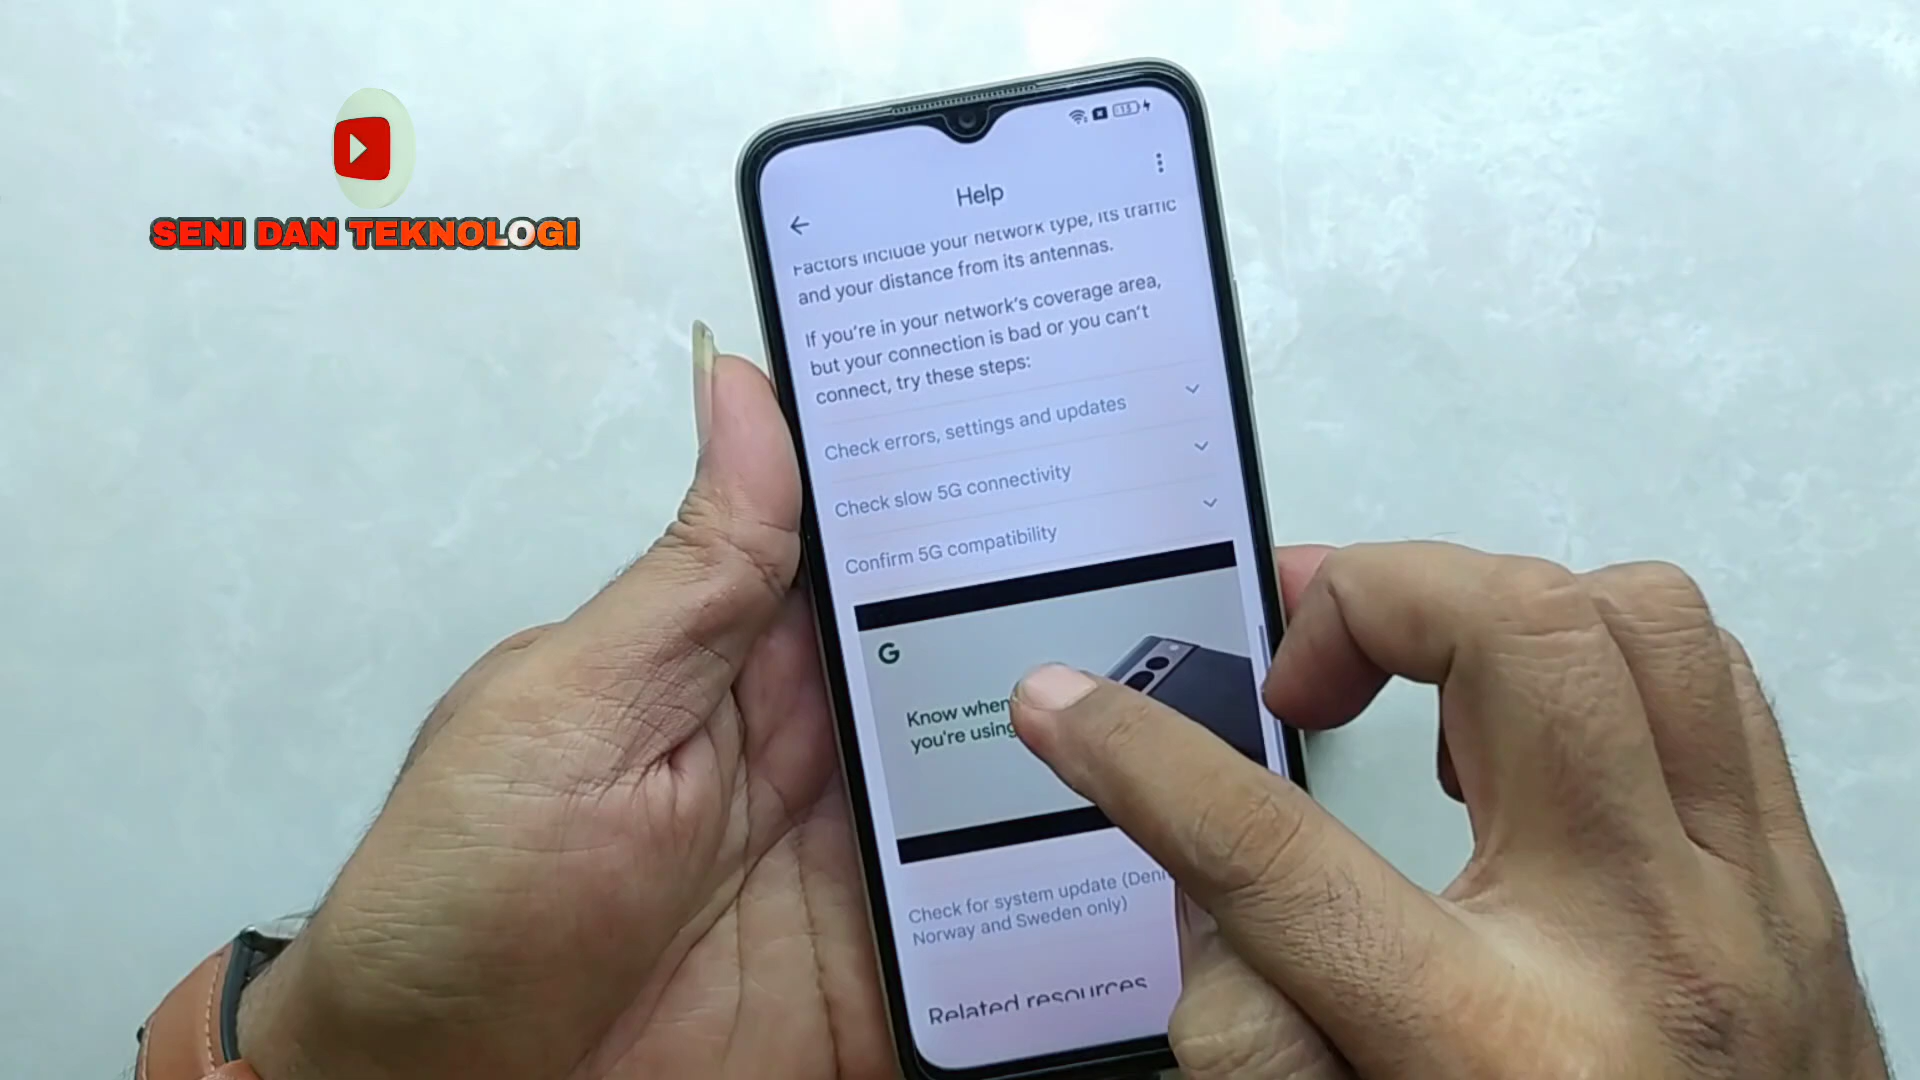 SENI DAN TEKNOLOGI
15
Help
Factors include your network type, its traffic
and your distance from its antennas.
If you're in your network's coverage area,
but your connection is bad or you can't
connect, try these steps:
Check errors, settings and updates
Check slow 5G connectivity
Confirm 5G compatibility
G
Know when
you're using
Check for system update (Den
Norway and Sweden only)
Related resources